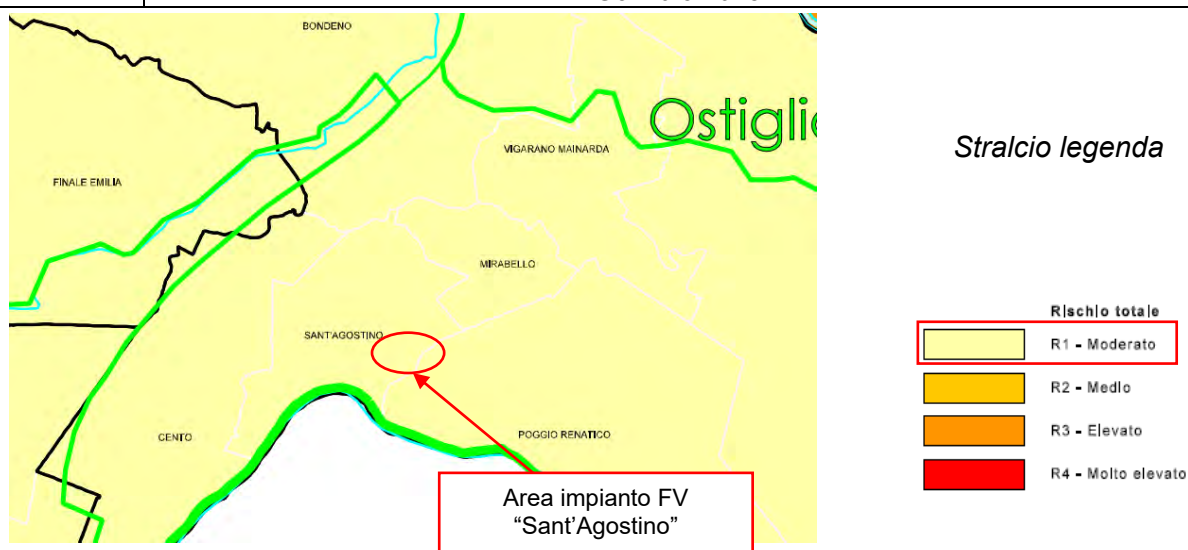 BONDENO
Ostigli
VIGARANO MAINARDA
FINALE EMILIA
MIRABELLO
SANT'AGOSTINO
CENTO
POGGIO RENATICO
Area impianto FV
“Sant’Agostino”
Stralcio legenda
Rischio totale
R1 - Moderato
R2 - Medio
R3 - Elevato
R4 - Molto elevato